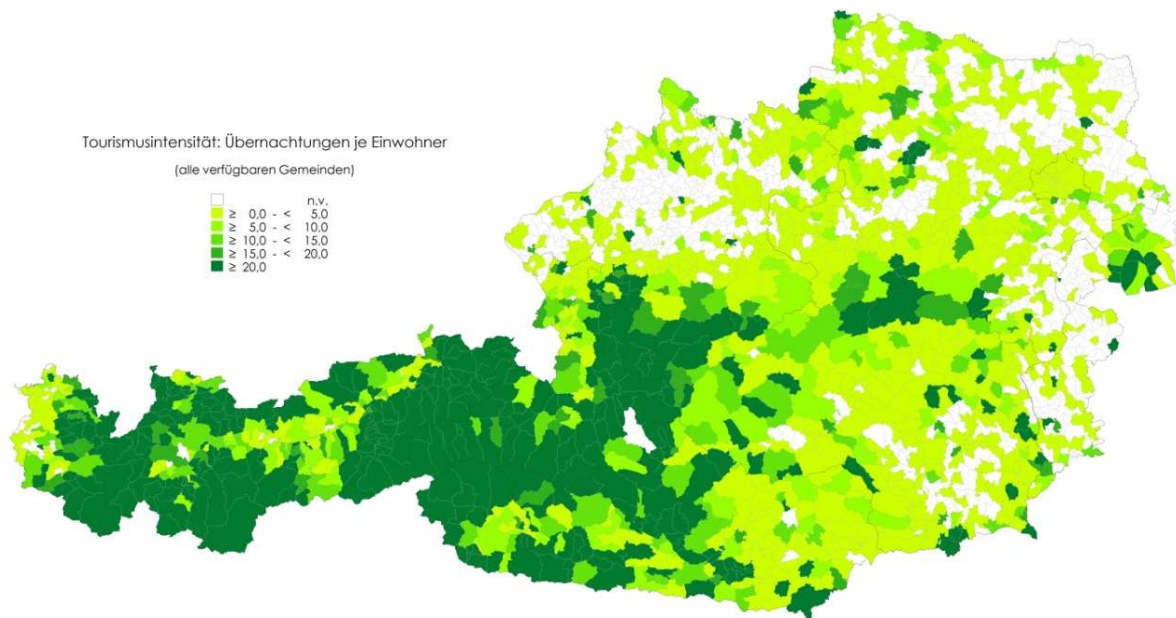 Tourismusintensität: Übernachtungen je Einwohner
(alle verfügbaren Gemeinden)
n.v.
≥ 0,0 - < 5,0
≥ 5,0 - < 10,0
≥ 10,0 - < 15,0
≥ 15,0 - < 20,0
≥ 20,0